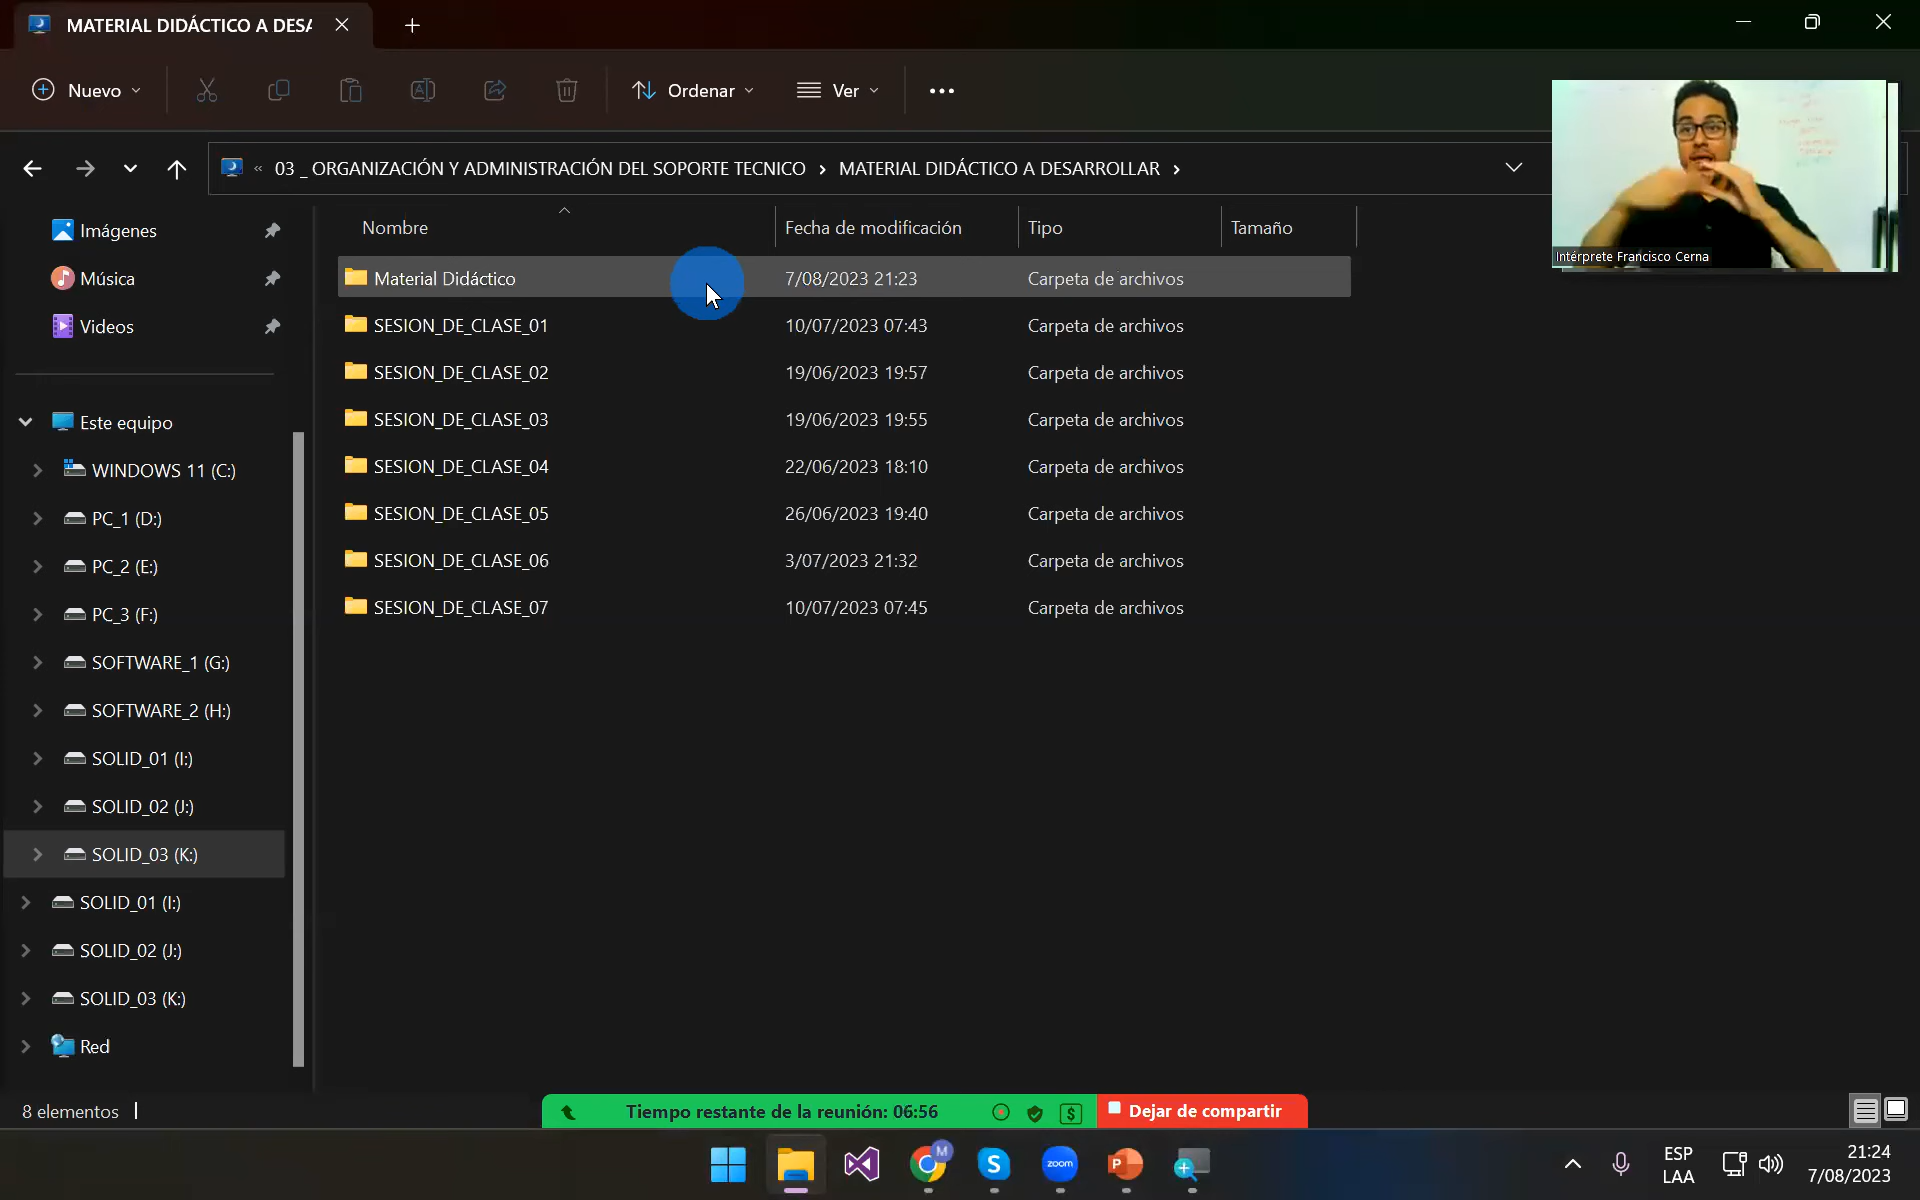 MATERIAL DIDÁCTICO A DESA
Nuevo
Ordenar
Ver
« 03 _ ORGANIZACIÓN Y ADMINISTRACIÓN DEL SOPORTE TECNICO › MATERIAL DIDÁCTICO A DESARROLLAR ›
Intérprete Francisco Cerna
Imágenes
Música
Videos
Este equipo
WINDOWS 11 (C:)
PC_1 (D:)
PC_2 (E:)
PC_3 (F:)
SOFTWARE_1 (G:)
SOFTWARE_2 (H:)
SOLID_01 (I:)
SOLID_02 (J:)
SOLID_03 (K:)
SOLID_01 (I:)
SOLID_02 (J:)
SOLID_03 (K:)
Red
Nombre Fecha de modificación Tipo Tamaño
Material Didáctico 7/08/2023 21:23 Carpeta de archivos
SESION_DE_CLASE_01 10/07/2023 07:43 Carpeta de archivos
SESION_DE_CLASE_02 19/06/2023 19:57 Carpeta de archivos
SESION_DE_CLASE_03 19/06/2023 19:55 Carpeta de archivos
SESION_DE_CLASE_04 22/06/2023 18:10 Carpeta de archivos
SESION_DE_CLASE_05 26/06/2023 19:40 Carpeta de archivos
SESION_DE_CLASE_06 3/07/2023 21:32 Carpeta de archivos
SESION_DE_CLASE_07 10/07/2023 07:45 Carpeta de archivos
8 elementos
Tiempo restante de la reunión: 06:56
Dejar de compartir
M
S
zoom
P
ESP
LAA
21:24
7/08/2023